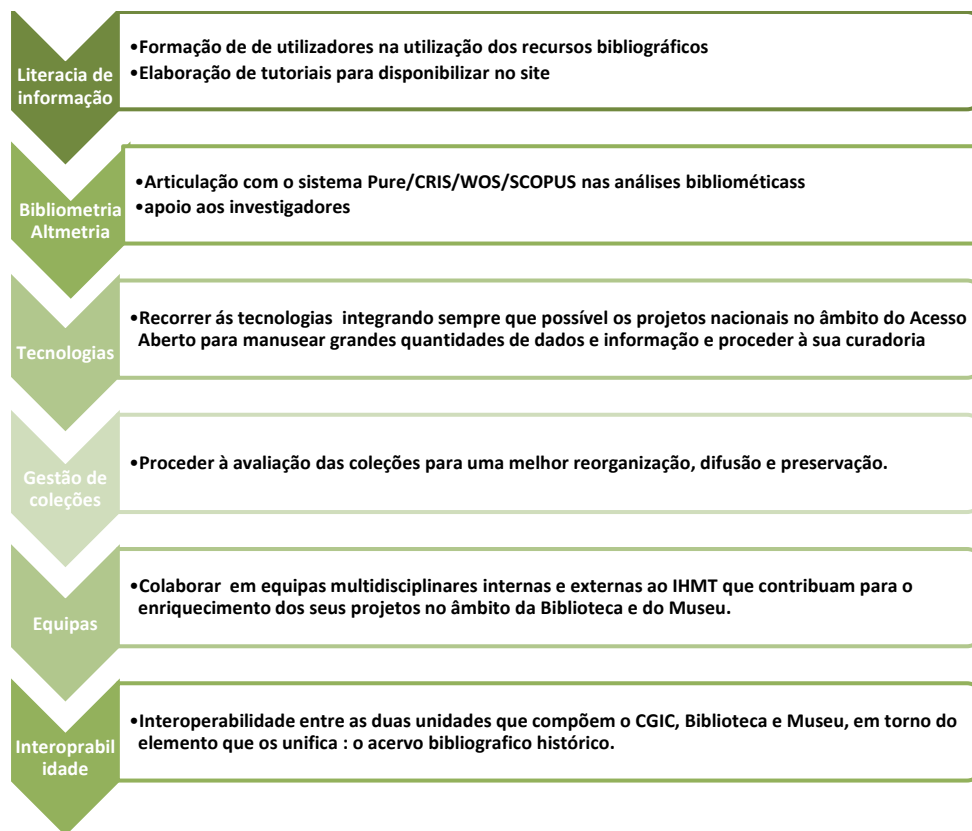 Literacia de
informação
•Formação de de utilizadores na utilização dos recursos bibliográficos
•Elaboração de tutoriais para disponibilizar no site
Bibliometria
Altmetria
•Articulação com o sistema Pure/CRIS/WOS/SCOPUS nas análises bibliométicass
•apoio aos investigadores
Tecnologias
•Recorrer ás tecnologias integrando sempre que possível os projetos nacionais no âmbito do Acesso
Aberto para manusear grandes quantidades de dados e informação e proceder à sua curadoria
Gestão de
coleções
•Proceder à avaliação das coleções para uma melhor reorganização, difusão e preservação.
Equipas
•Colaborar em equipas multidisciplinares internas e externas ao IHMT que contribuam para o
enriquecimento dos seus projetos no âmbito da Biblioteca e do Museu.
Interoprabil
idade
•Interoperabilidade entre as duas unidades que compõem o CGIC, Biblioteca e Museu, em torno do
elemento que os unifica : o acervo bibliografico histórico.